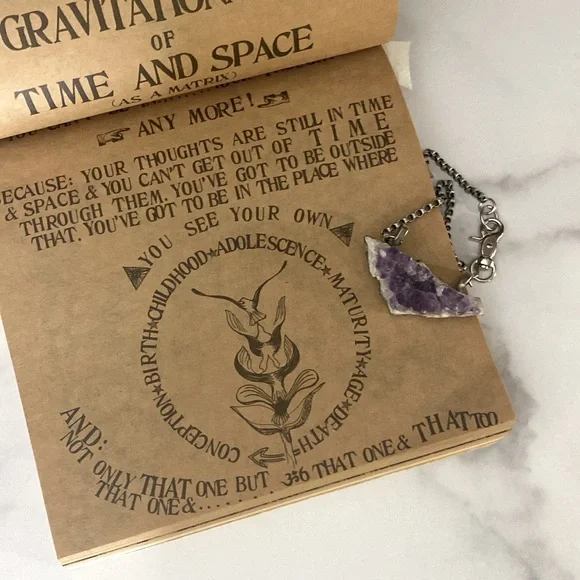 GRAVITATION
OF
TIME AND SPACE
(AS A MATRIX)
ANY MORE!
BECAUSE: YOUR THOUGHTS ARE STILL IN TIME
& SPACE & YOU CAN'T GET OUT OF TIME
THROUGH THEM. YOU'VE GOT TO BE OUTSIDE
THAT. YOU'VE GOT TO BE IN THE PLACE WHERE
YOU SEE YOUR OWN
CONCEPTION★BIRTH★CHILDHOOD★ADOLESCENCE★MATURITY★AGE★DEATH
AND:
NOT ONLY THAT ONE BUT 356 THAT ONE & THAT TOO
THAT ONE &........